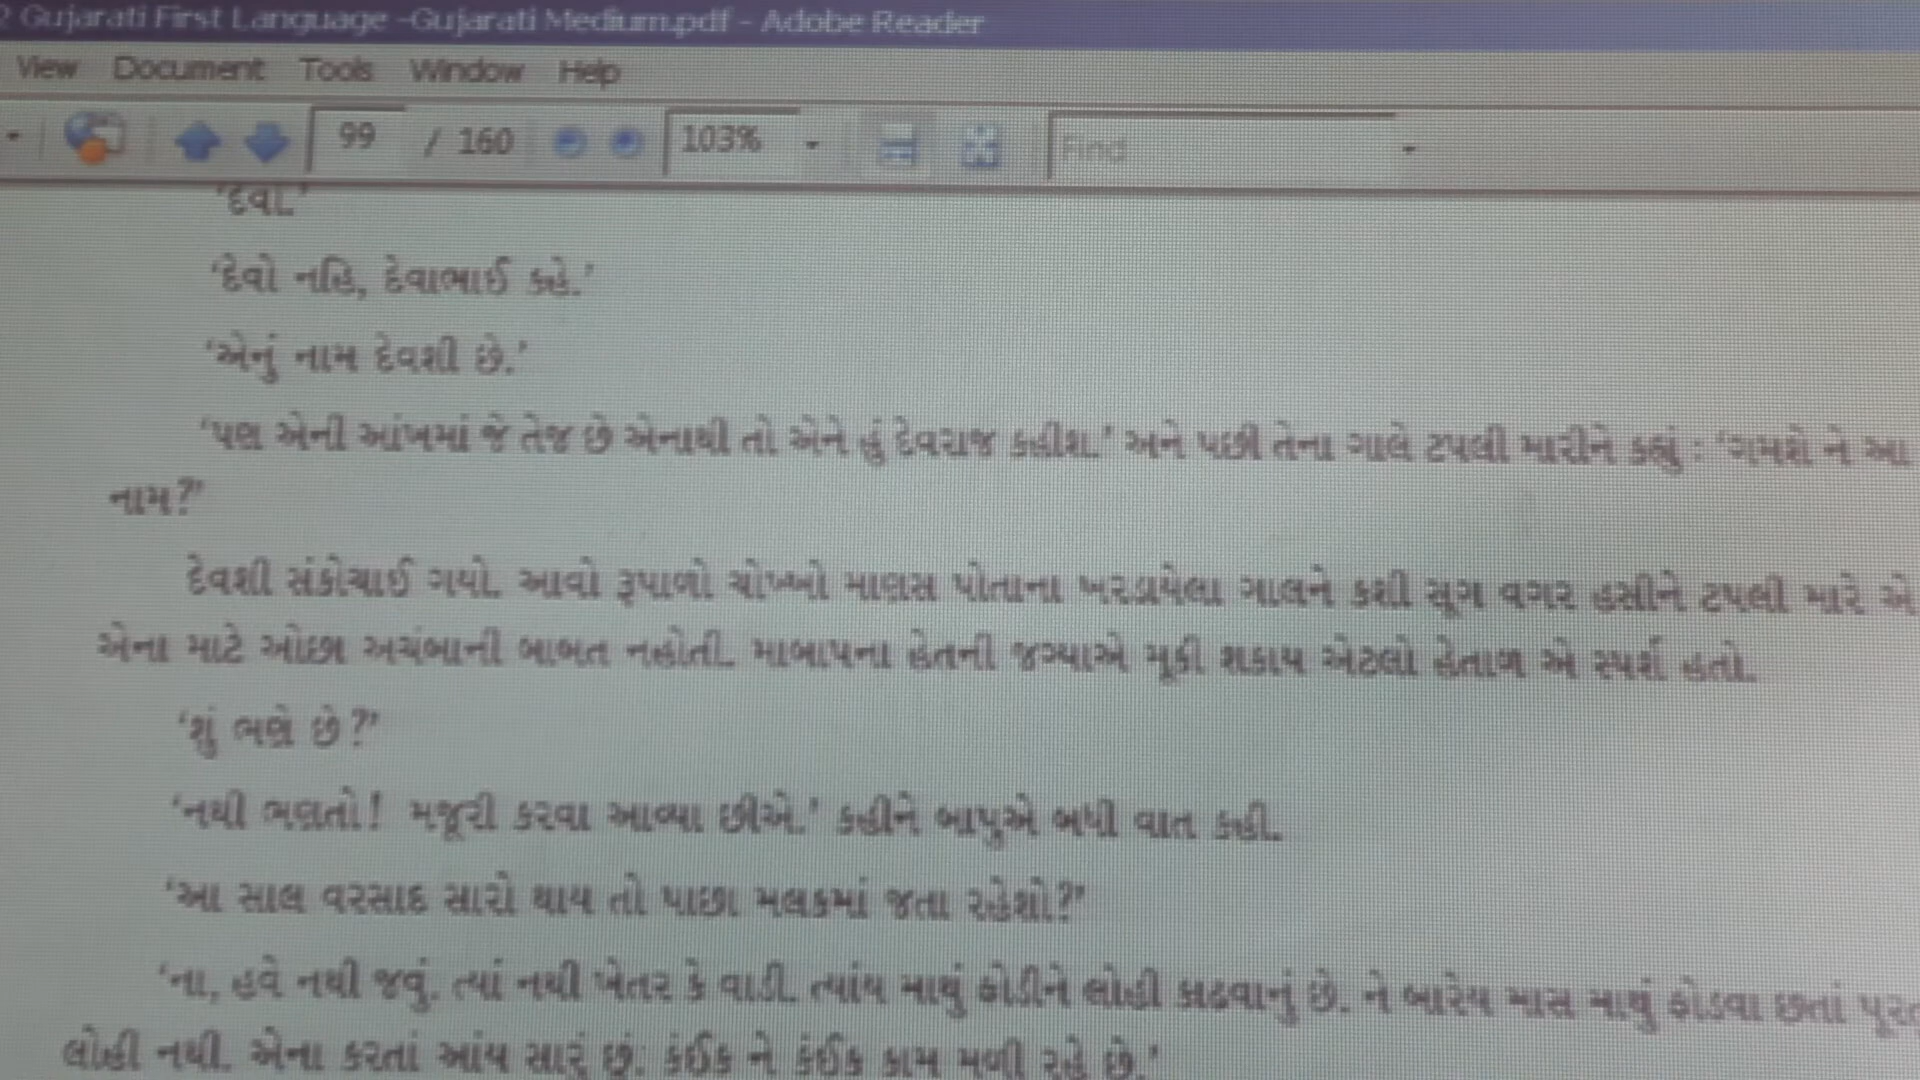 2 Gujarati First Language -Gujarati Medium.pdf - Adobe Reader
View Document Tools Window Help
99 / 160 103% Find
'દેવો.'
'દેવો નહિ, દેવાભાઈ કહે.'
'એનું નામ દેવશી છે.'
'પણ એની આંખમાં જે તેજ છે એનાથી તો એને હું દેવરાજ કહીશ.' અને પછી તેના ગાલે ટપલી મારીને કહ્યું : 'ગમશે ને આ
નામ?'
દેવશી સંકોચાઈ ગયો. આવો રૂપાળો ચોખ્ખો માણસ પોતાના ખરડાયેલા ગાલને કશી સૂગ વગર હસીને ટપલી મારે એ
એના માટે ઓછા અચંબાની બાબત નહોતી. માબાપના હેતની જગ્યાએ મૂકી શકાય એટલો હેતાળ એ સ્પર્શ હતો.
'શું ભણે છે?'
'નથી ભણતો! મજૂરી કરવા આવ્યા છીએ.' કહીને બાપુએ બધી વાત કહી.
'આ સાલ વરસાદ સારો થાય તો પાછા મલકમાં જતા રહેશો?'
'ના, હવે નથી જવું. ત્યાં નથી ખેતર કે વાડી. ત્યાંય માથું ફોડીને લોહી કાઢવાનું છે. ને બારેય માસ માથું ફોડવા છતાં
લોહી નથી. એના કરતાં આંય સારું છે. કંઈક ને કંઈક કામ મળી રહે છે.'